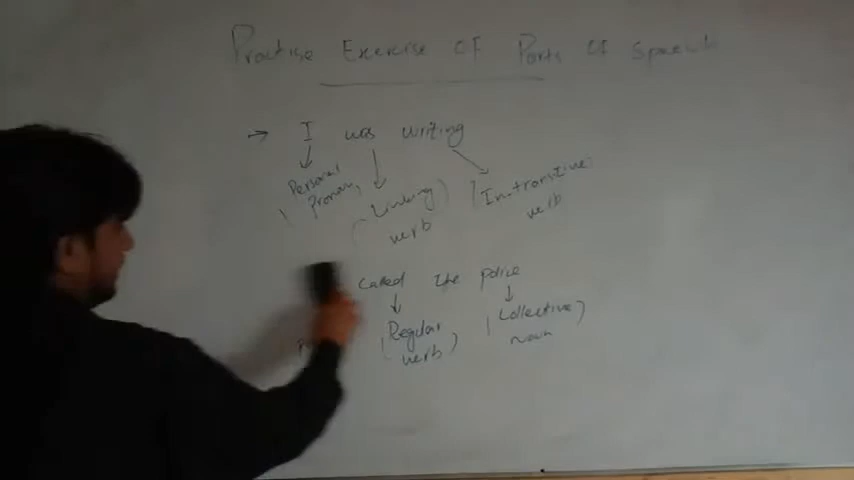 Practise Exercise of Parts of Speech
→ I was writing
Personal Pronoun (Linking verb) (Intransitive verb)
called the police
(Regular verb) (Collective noun)